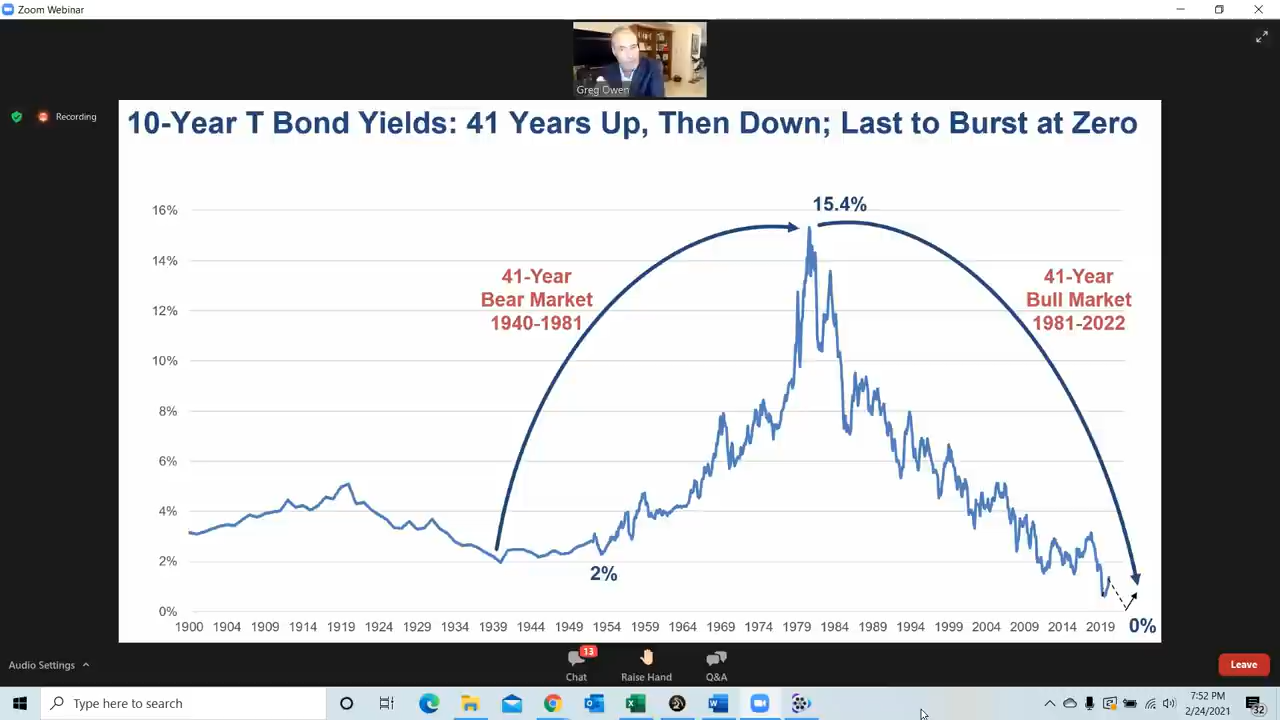 Zoom Webinar
Greg Owen
Recording
10-Year T Bond Yields: 41 Years Up, Then Down; Last to Burst at Zero
16%
14%
12%
10%
8%
6%
4%
2%
0%
15.4%
41-Year
Bear Market
1940-1981
41-Year
Bull Market
1981-2022
2%
1900 1904 1909 1914 1919 1924 1929 1934 1939 1944 1949 1954 1959 1964 1969 1974 1979 1984 1989 1994 1999 2004 2009 2014 2019
0%
Audio Settings
13
Chat
Raise Hand
Q&A
Leave
Type here to search
7:52 PM
2/24/2021
32